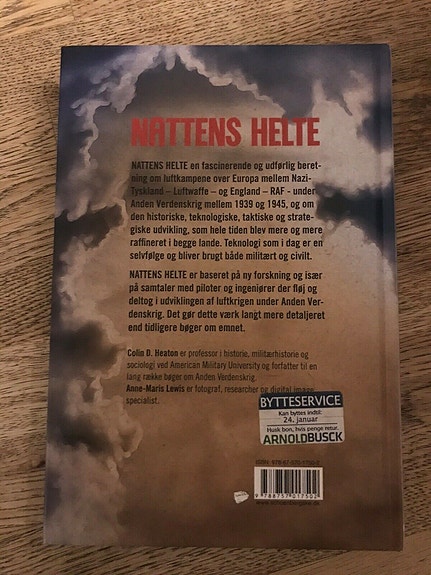 NATTENS HELTE
NATTENS HELTE en fascinerende og udførlig beret-
ning om luftkampene over Europa mellem Nazi-
Tyskland – Luftwaffe – og England – RAF - under
Anden Verdenskrig mellem 1939 og 1945, og om
den historiske, teknologiske, taktiske og strate-
giske udvikling, som hele tiden blev mere og mere
raffineret i begge lande. Teknologi som i dag er en
selvfølge og bliver brugt både militært og civilt.
NATTENS HELTE er baseret på ny forskning og især
på samtaler med piloter og ingeniører der fløj og
deltog i udviklingen af luftkrigen under Anden Ver-
denskrig. Det gør dette værk langt mere detaljeret
end tidligere bøger om emnet.
Colin D. Heaton er professor i historie, militærhistorie og
sociologi ved American Military University og forfatter til en
lang række bøger om Anden Verdenskrig.
Anne-Maris Lewis er fotograf, researcher og digital image
specialist.
BYTTESERVICE
Kan byttes indtil:
24. januar
Husk bon, hvis penge retur.
ARNOLDBUSCK
9 788757 017502